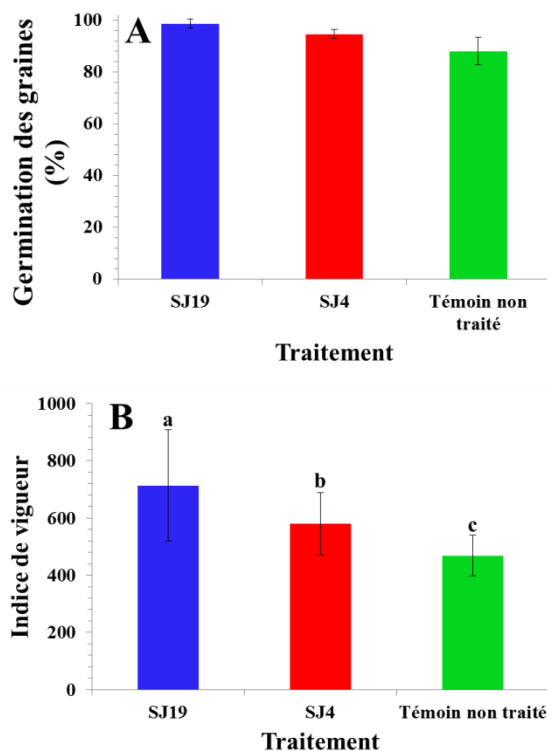 A
Germination des graines
(%)
100
80
60
40
20
0
SJ19
SJ4
Témoin non
traité
Traitement
B
Indice de vigueur
1000
800
600
400
200
0
a
b
c
SJ19
SJ4
Témoin non traité
Traitement